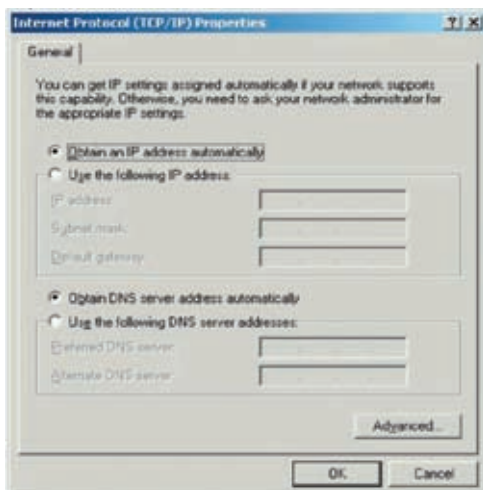 Internet Protocol (TCP/IP) Properties
General
You can get IP settings assigned automatically if your network supports
this capability. Otherwise, you need to ask your network administrator for
the appropriate IP settings.
Obtain an IP address automatically
Use the following IP address:
IP address:
Subnet mask:
Default gateway:
Obtain DNS server address automatically
Use the following DNS server addresses:
Preferred DNS server:
Alternate DNS server:
Advanced...
OK
Cancel